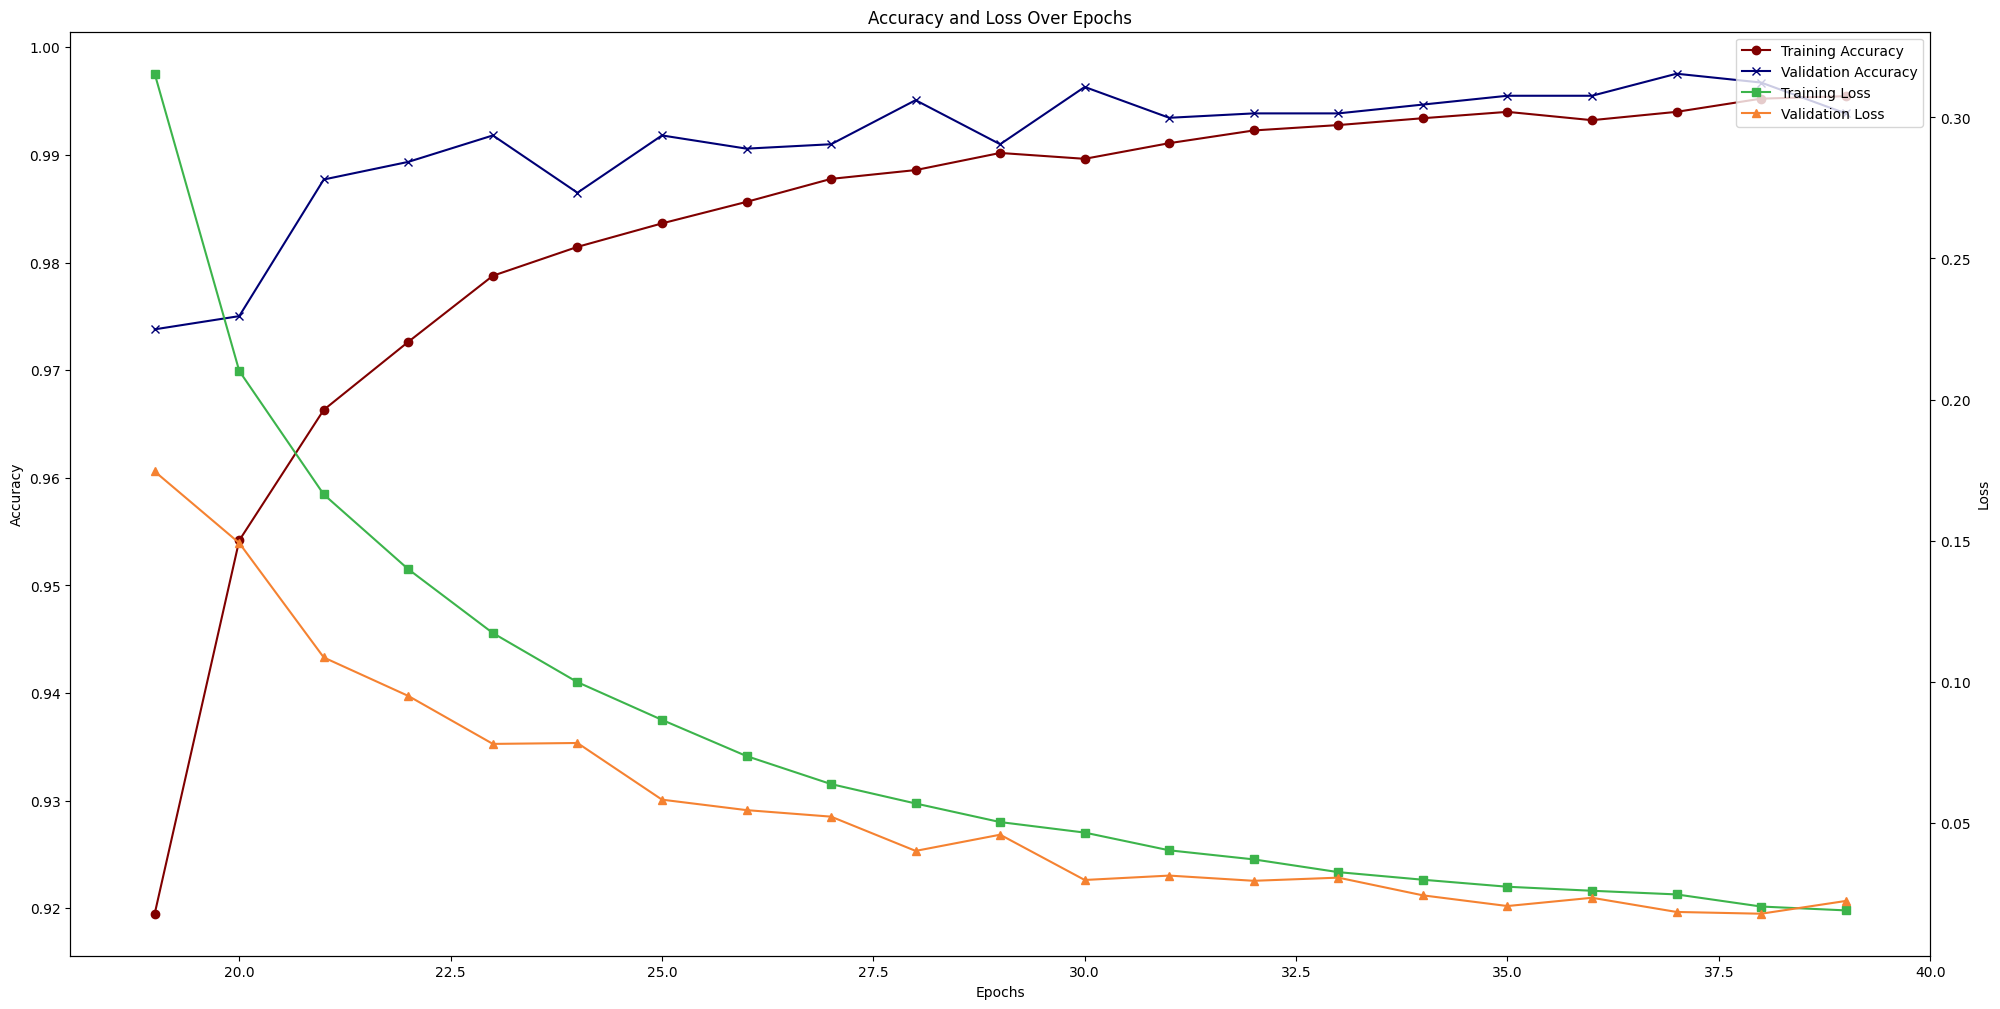 Accuracy and Loss Over Epochs
1.00
0.99
0.98
0.97
0.96
0.95
0.94
0.93
0.92
Accuracy
Training Accuracy
Validation Accuracy
Training Loss
Validation Loss
0.30
0.25
0.20
0.15
0.10
0.05
Loss
20.0 22.5 25.0 27.5 30.0 32.5 35.0 37.5 40.0
Epochs